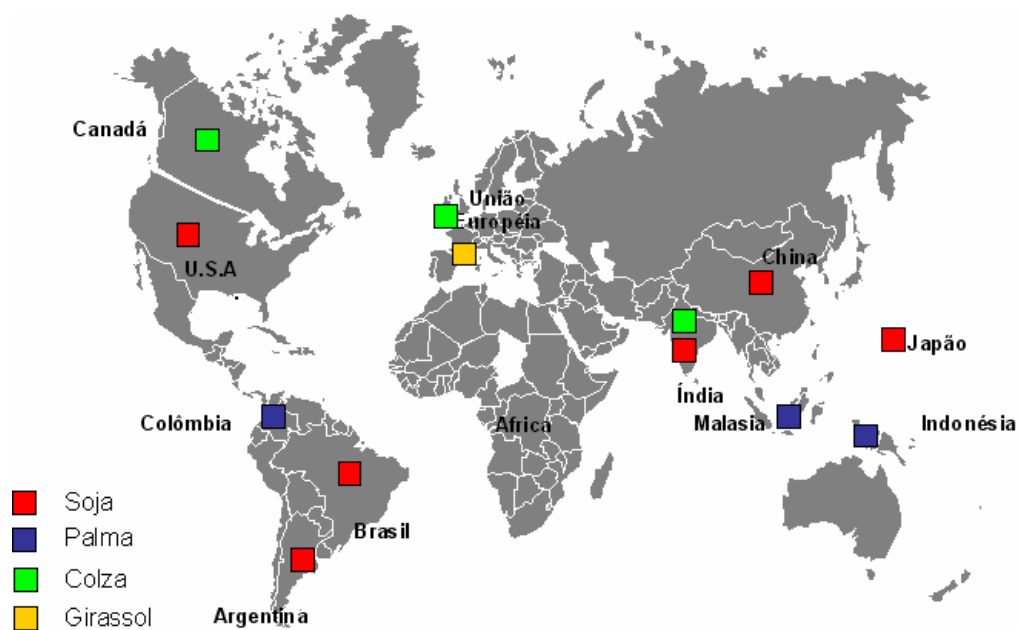 Canadá
União
Européia
China
U.S.A
Japão
Índia
Colômbia
Africa
Malasia
Indonésia
Soja
Palma
Brasil
Colza
Girassol
Argentina